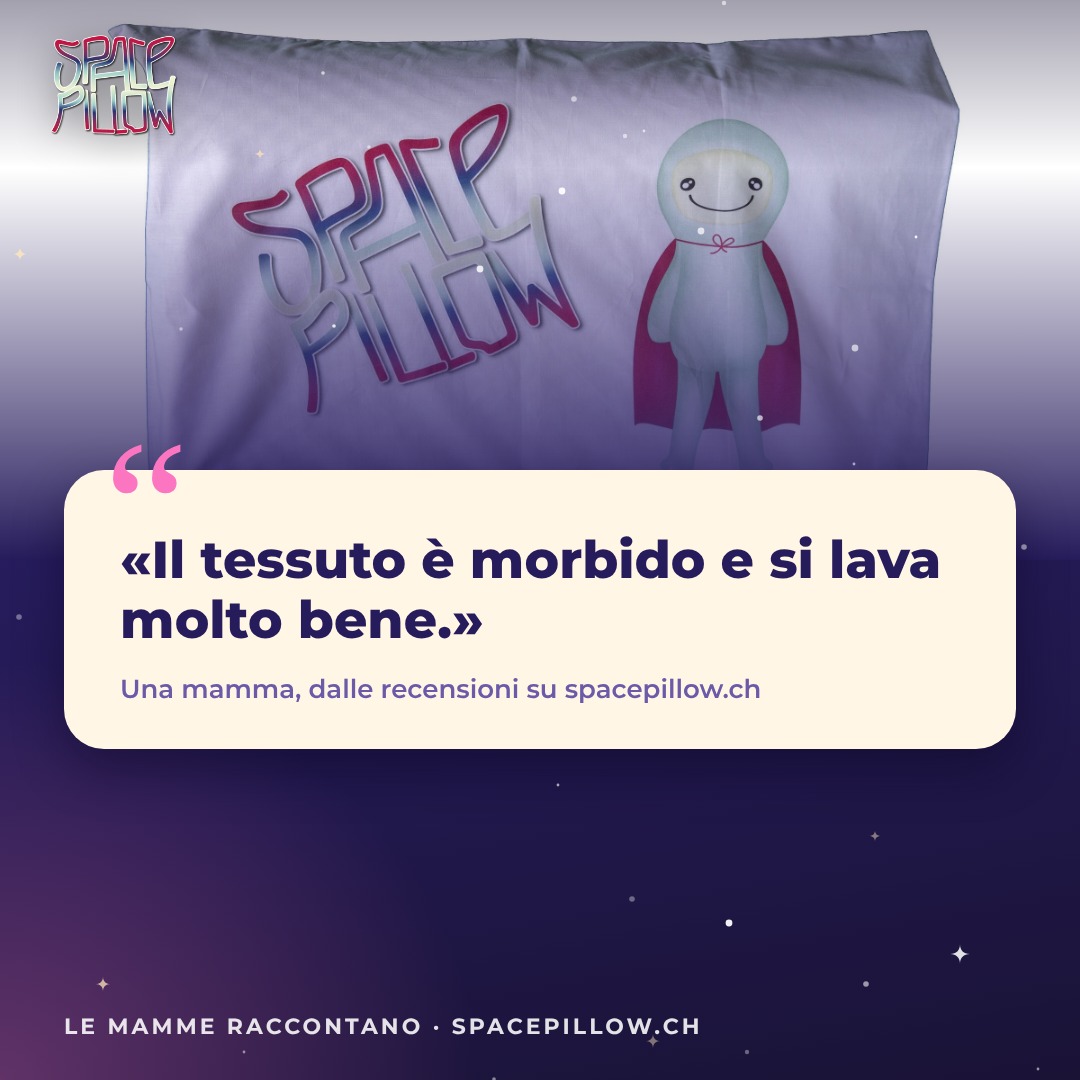 SPACE
PILLOW
SPACE
PILLOW
“
«Il tessuto è morbido e si lava
molto bene.»
Una mamma, dalle recensioni su spacepillow.ch
LE MAMME RACCONTANO · SPACEPILLOW.CH